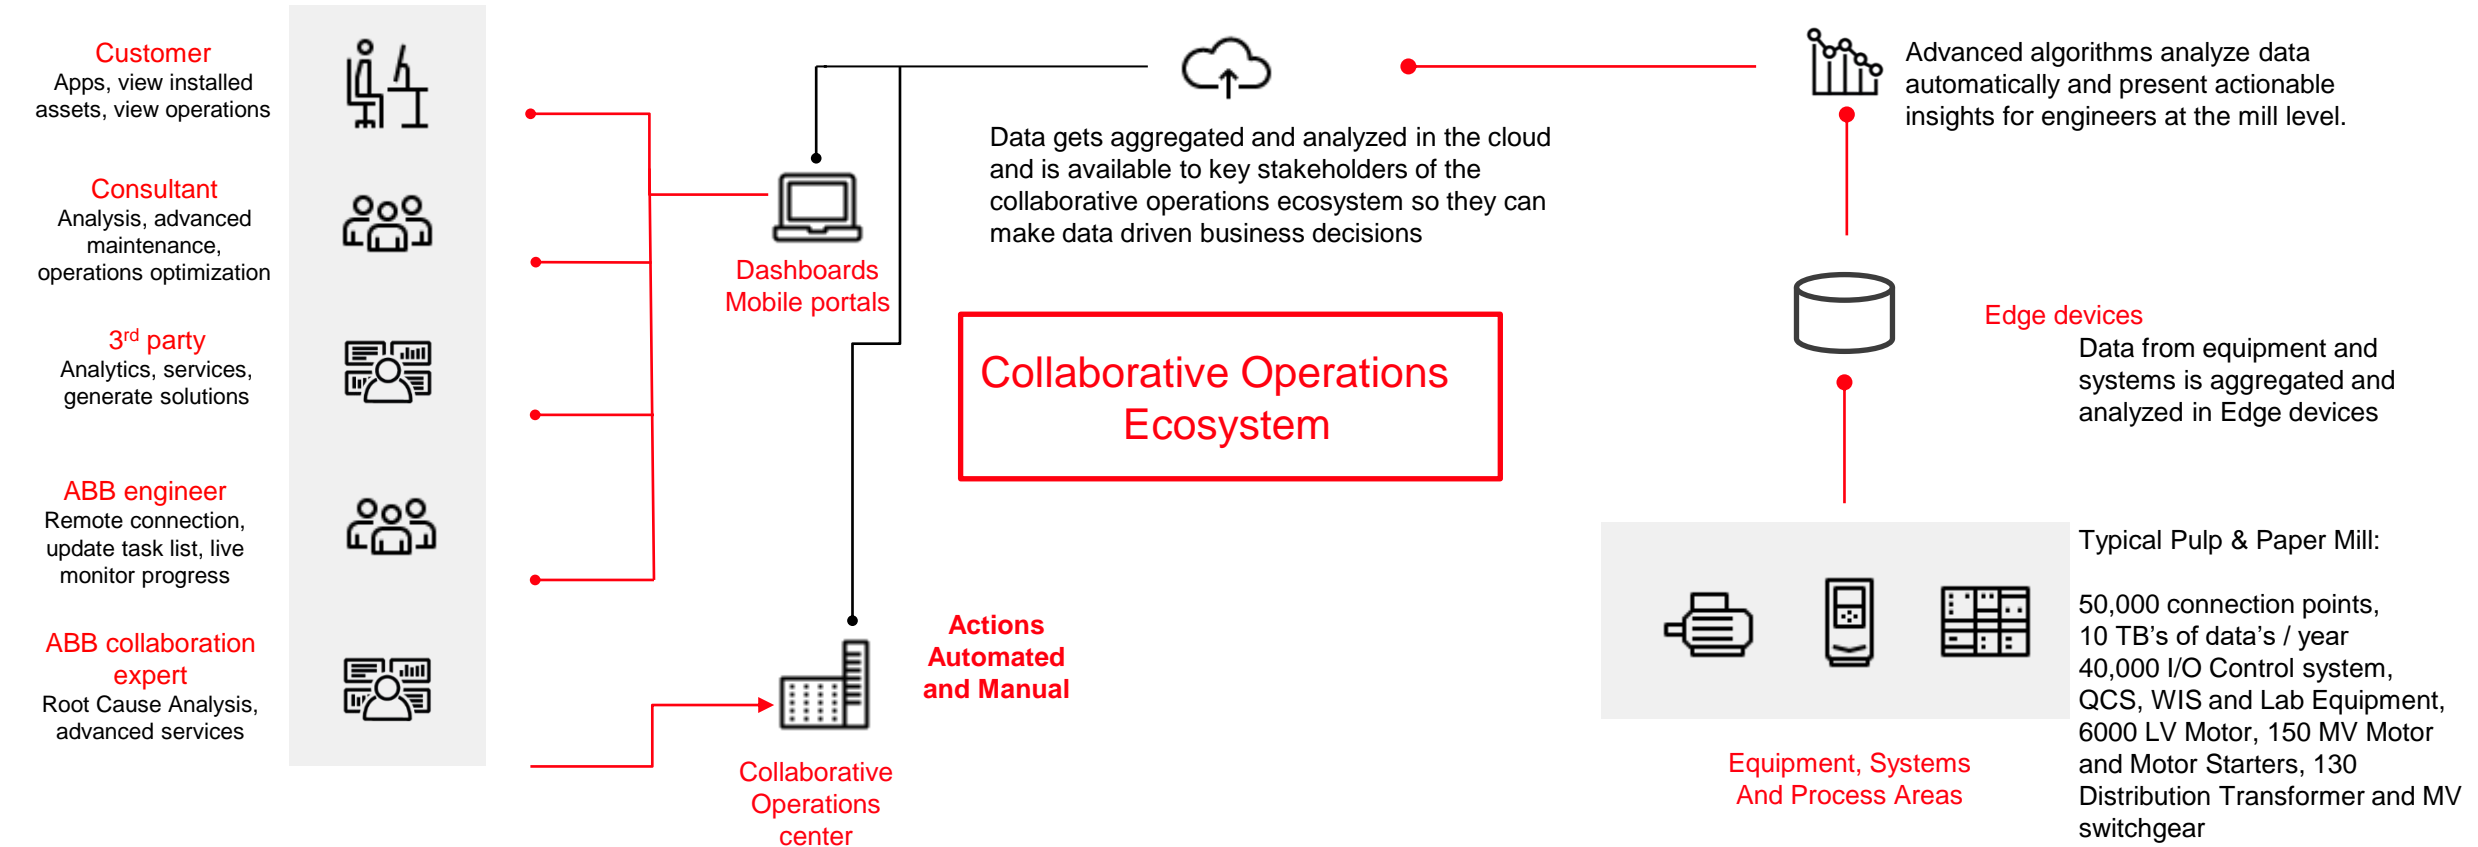 Customer
Apps, view installed
assets, view operations
Consultant
Analysis, advanced
maintenance,
operations optimization
3rd party
Analytics, services,
generate solutions
ABB engineer
Remote connection,
update task list, live
monitor progress
ABB collaboration
expert
Root Cause Analysis,
advanced services
Dashboards
Mobile portals
Actions
Automated
and Manual
Collaborative
Operations
center
Data gets aggregated and analyzed in the cloud
and is available to key stakeholders of the
collaborative operations ecosystem so they can
make data driven business decisions
Collaborative Operations
Ecosystem
Advanced algorithms analyze data
automatically and present actionable
insights for engineers at the mill level.
Edge devices
Data from equipment and
systems is aggregated and
analyzed in Edge devices
Equipment, Systems
And Process Areas
Typical Pulp & Paper Mill:
50,000 connection points,
10 TB's of data's / year
40,000 I/O Control system,
QCS, WIS and Lab Equipment,
6000 LV Motor, 150 MV Motor
and Motor Starters, 130
Distribution Transformer and MV
switchgear